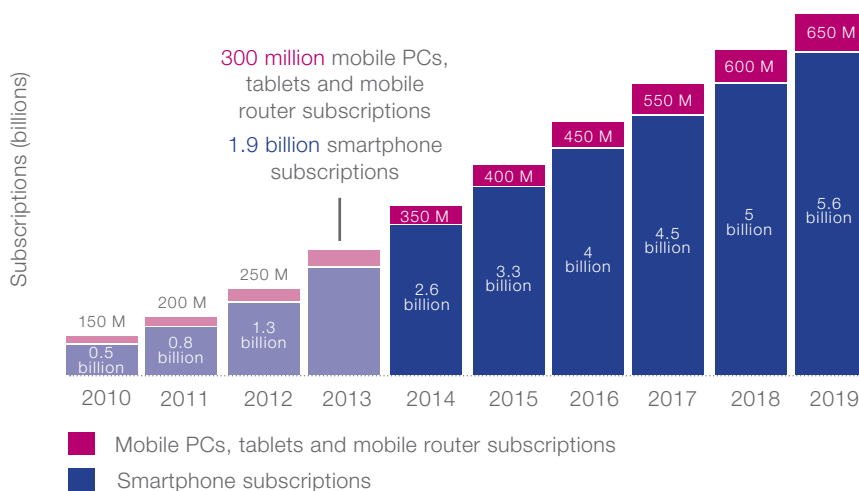 Subscriptions (billions)
300 million mobile PCs,
tablets and mobile
router subscriptions
1.9 billion smartphone
subscriptions
150 M
200 M
250 M
350 M
400 M
450 M
550 M
600 M
650 M
0.5
billion
0.8
billion
1.3
billion
2.6
billion
3.3
billion
4
billion
4.5
billion
5
billion
5.6
billion
2010 2011 2012 2013 2014 2015 2016 2017 2018 2019
Mobile PCs, tablets and mobile router subscriptions
Smartphone subscriptions